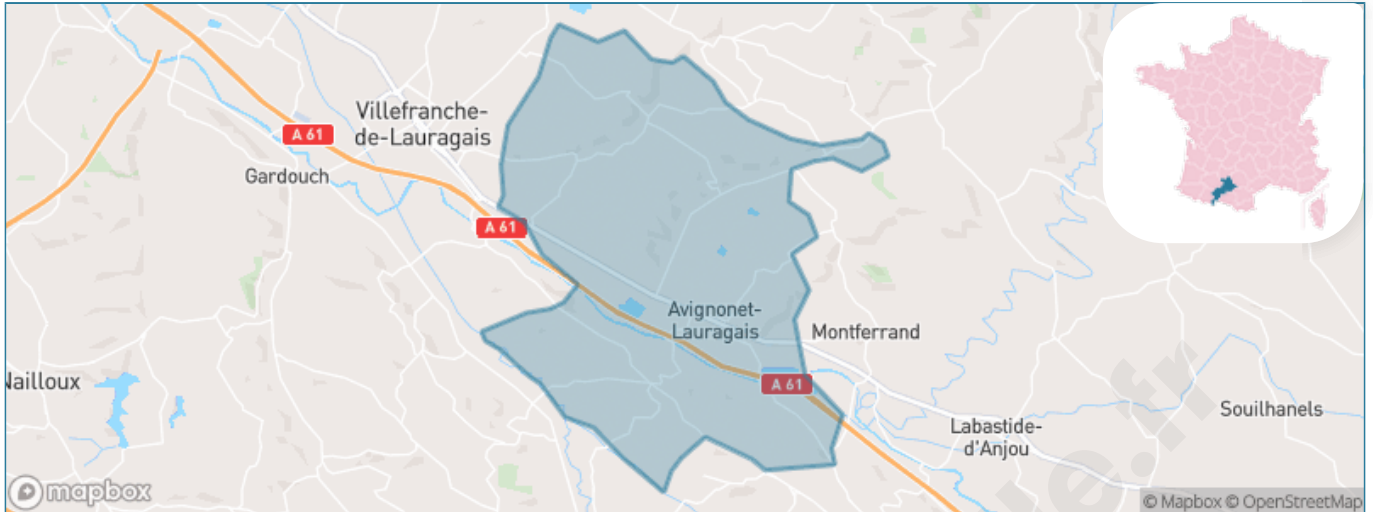 Villefranche-
de-Lauragais
A 61
Gardouch
A 61
Avignonet-
Lauragais
Montferrand
A 61
Nailloux
Souilhanels
Labastide-
d'Anjou
mapbox
© Mapbox © OpenStreetMap